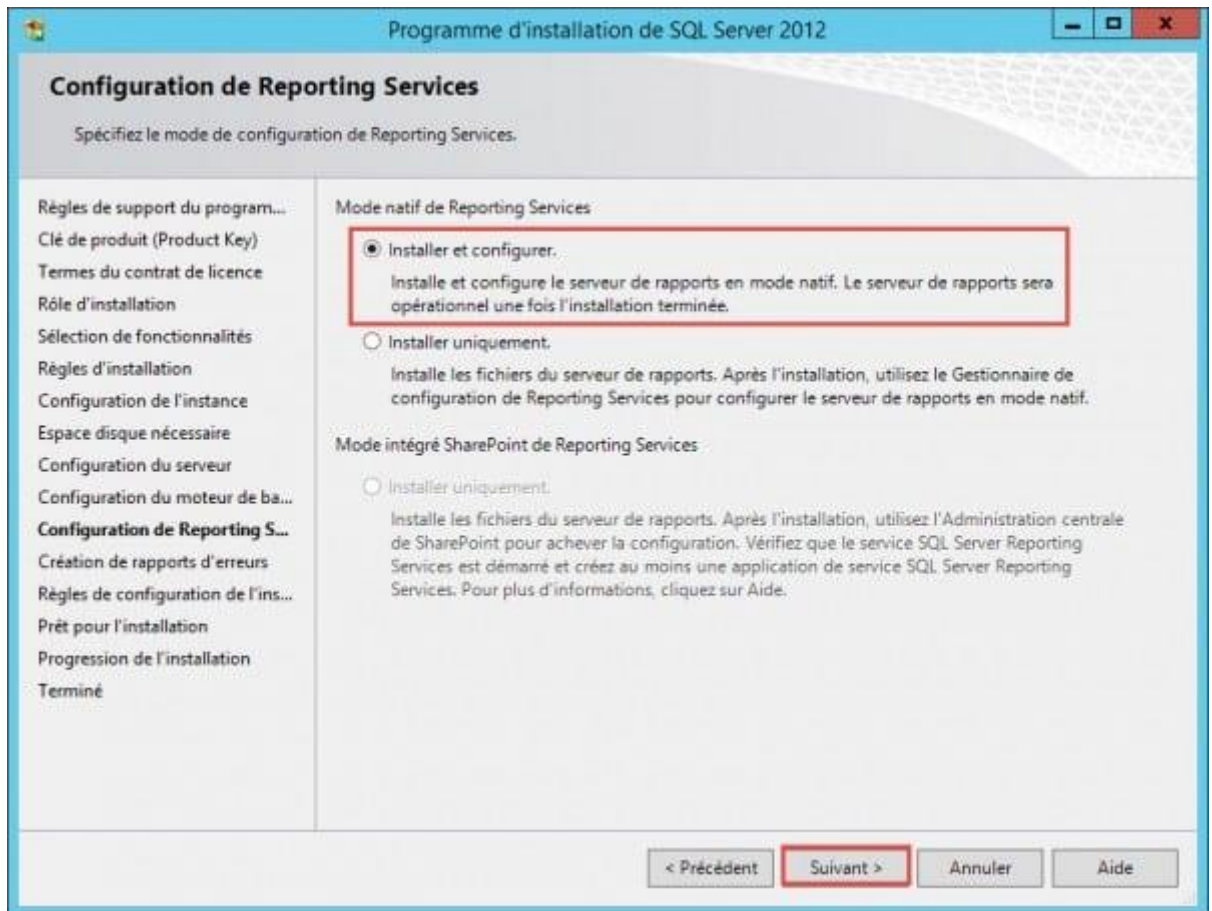 Programme d'installation de SQL Server 2012
Configuration de Reporting Services
Spécifiez le mode de configuration de Reporting Services.
Règles de support du program...
Clé de produit (Product Key)
Termes du contrat de licence
Rôle d'installation
Sélection de fonctionnalités
Règles d'installation
Configuration de l'instance
Espace disque nécessaire
Configuration du serveur
Configuration du moteur de ba...
Configuration de Reporting S...
Création de rapports d'erreurs
Règles de configuration de l'ins...
Prêt pour l'installation
Progression de l'installation
Terminé
Mode natif de Reporting Services
Installer et configurer.
Installe et configure le serveur de rapports en mode natif. Le serveur de rapports sera
opérationnel une fois l'installation terminée.
Installer uniquement.
Installe les fichiers du serveur de rapports. Après l'installation, utilisez le Gestionnaire de
configuration de Reporting Services pour configurer le serveur de rapports en mode natif.
Mode intégré SharePoint de Reporting Services
Installer uniquement.
Installe les fichiers du serveur de rapports. Après l'installation, utilisez l'Administration centrale
de SharePoint pour achever la configuration. Vérifiez que le service SQL Server Reporting
Services est démarré et créez au moins une application de service SQL Server Reporting
Services. Pour plus d'informations, cliquez sur Aide.
< Précédent
Suivant >
Annuler
Aide